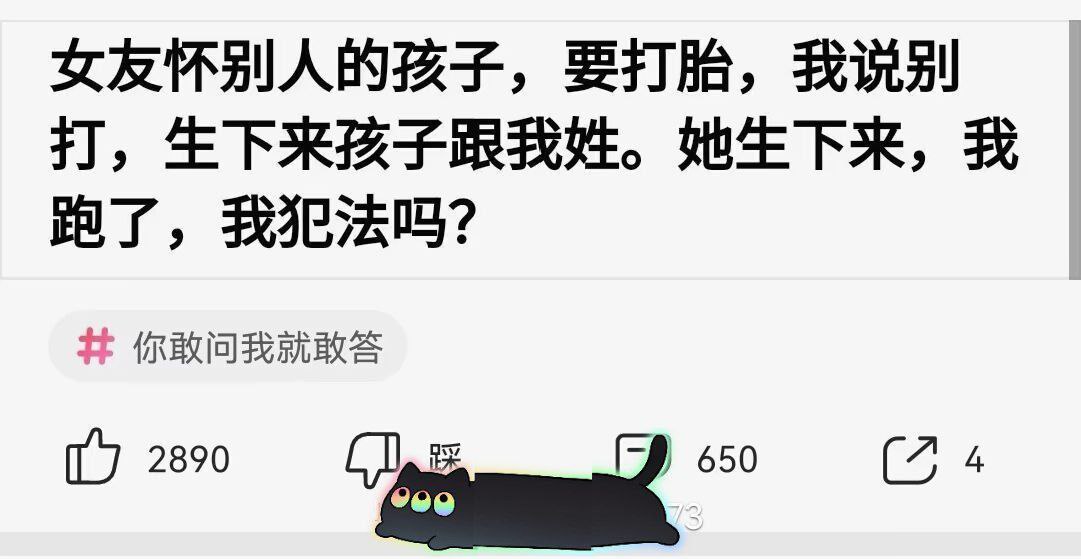 女友怀别人的孩子，要打胎，我说别
打，生下来孩子跟我姓。她生下来，我
跑了，我犯法吗？
# 你敢问我就敢答
2890 踩 650 4
73